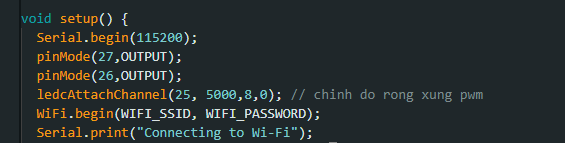 void setup() {
  Serial.begin(115200);
  pinMode(27,OUTPUT);
  pinMode(26,OUTPUT);
  ledcAttachChannel(25, 5000,8,0); // chinh do rong xung pwm
  WiFi.begin(WIFI_SSID, WIFI_PASSWORD);
  Serial.print("Connecting to Wi-Fi");